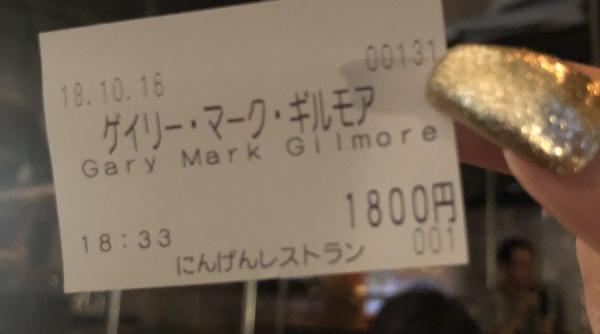 18.10.16 00131
ゲイリー・マーク・ギルモア
Gary Mark Gilmore
1800円
18:33 001
にんげんレストラン